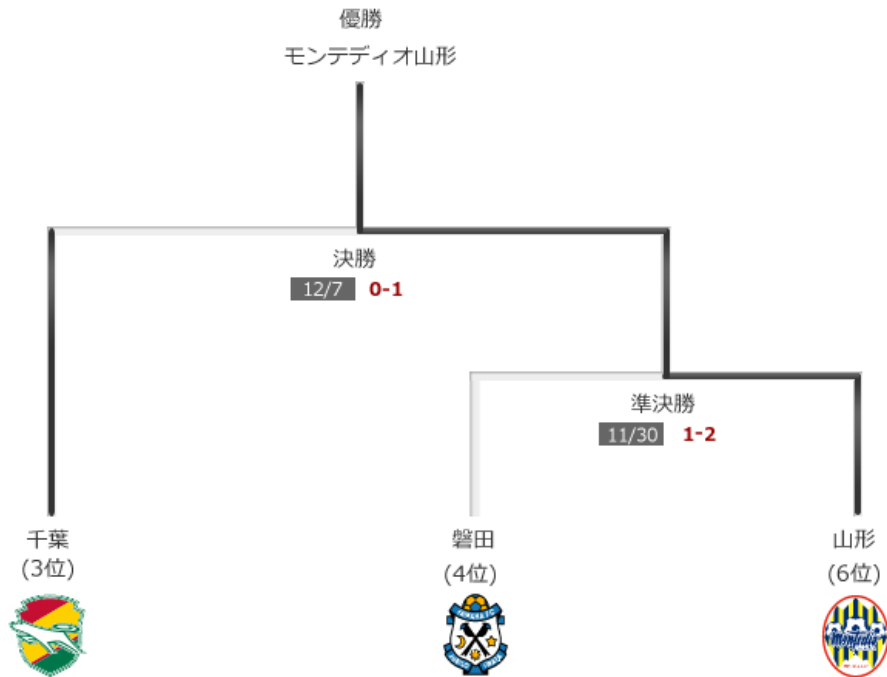 優勝
モンテディオ山形
決勝
12/7 0-1
準決勝
11/30 1-2
千葉
(3位)
磐田
(4位)
山形
(6位)
Montedio